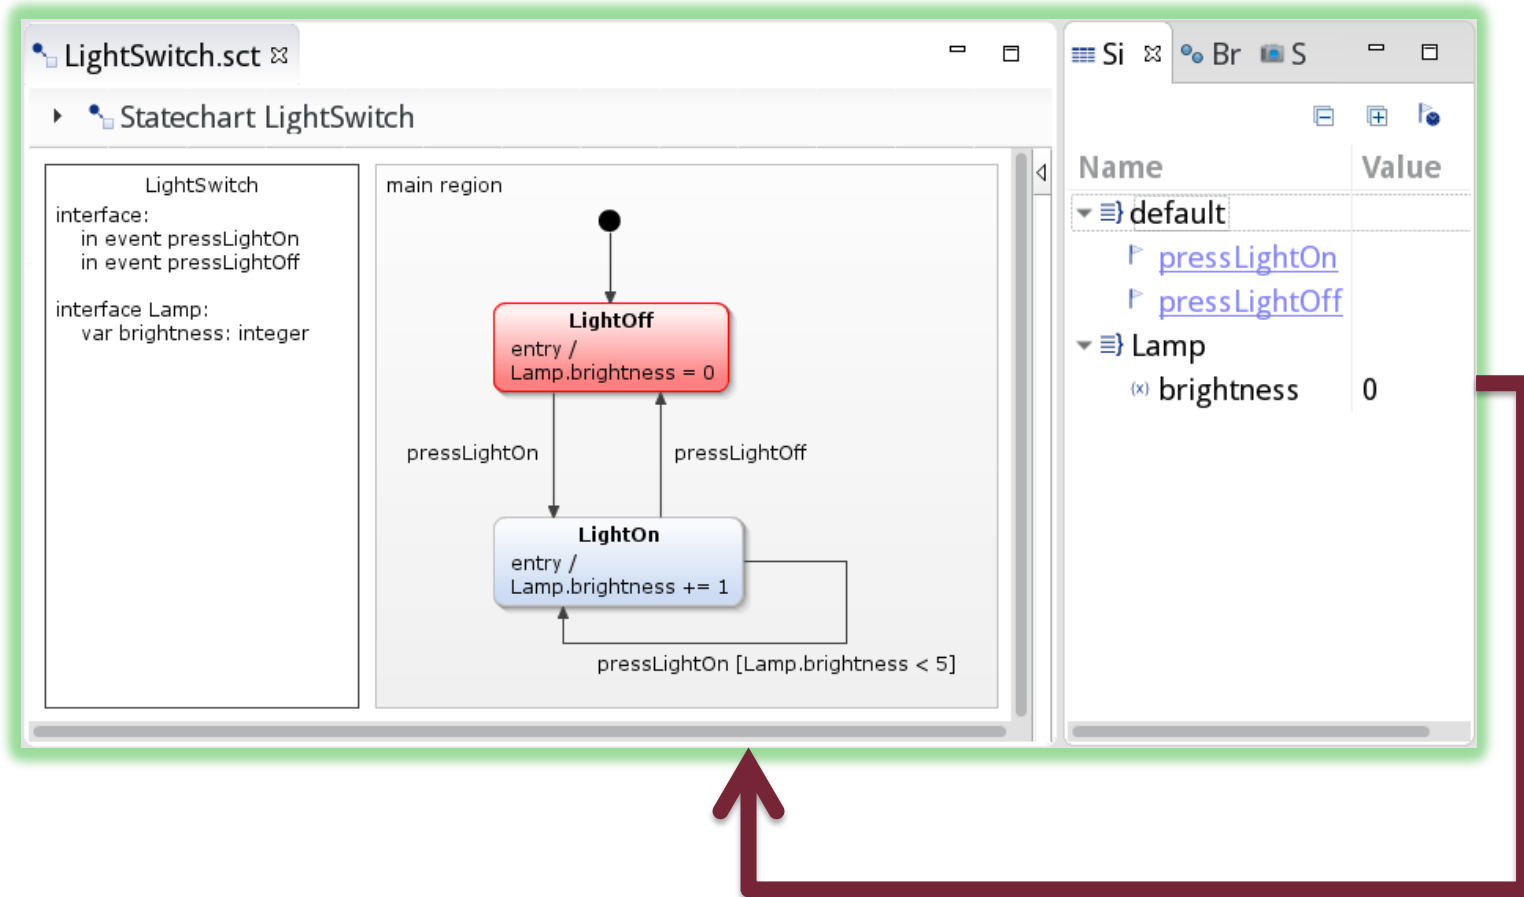 LightSwitch.sct
Statechart LightSwitch
LightSwitch
interface:
in event pressLightOn
in event pressLightOff
interface Lamp:
var brightness: integer
main region
LightOff
entry /
Lamp.brightness = 0
pressLightOn
pressLightOff
LightOn
entry /
Lamp.brightness += 1
pressLightOn [Lamp.brightness < 5]
Si
Br
S
Name Value
default
pressLightOn
pressLightOff
Lamp
(x) brightness 0